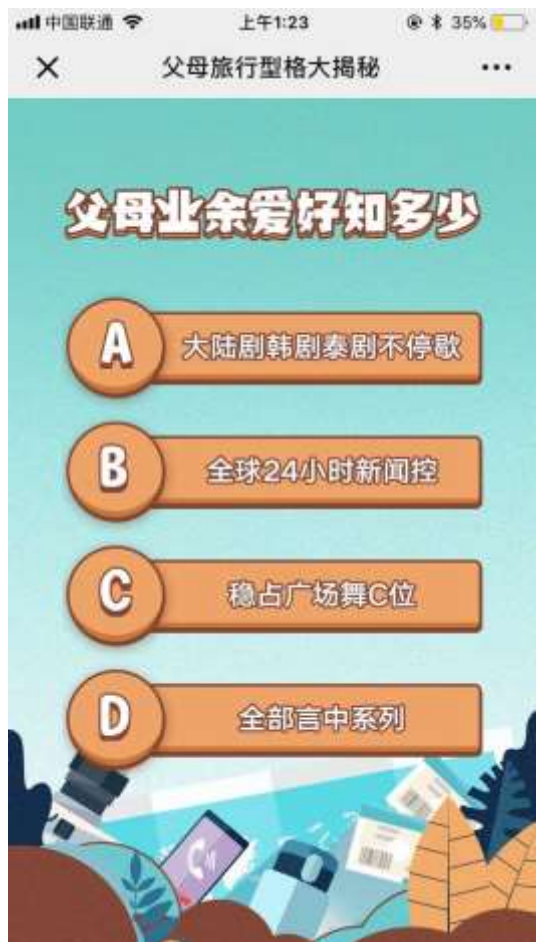 中国联通 上午1:23 35%
父母旅行型格大揭秘
父母业余爱好知多少
A 大陆剧韩剧泰剧不停歇
B 全球24小时新闻控
C 稳占广场舞C位
D 全部言中系列